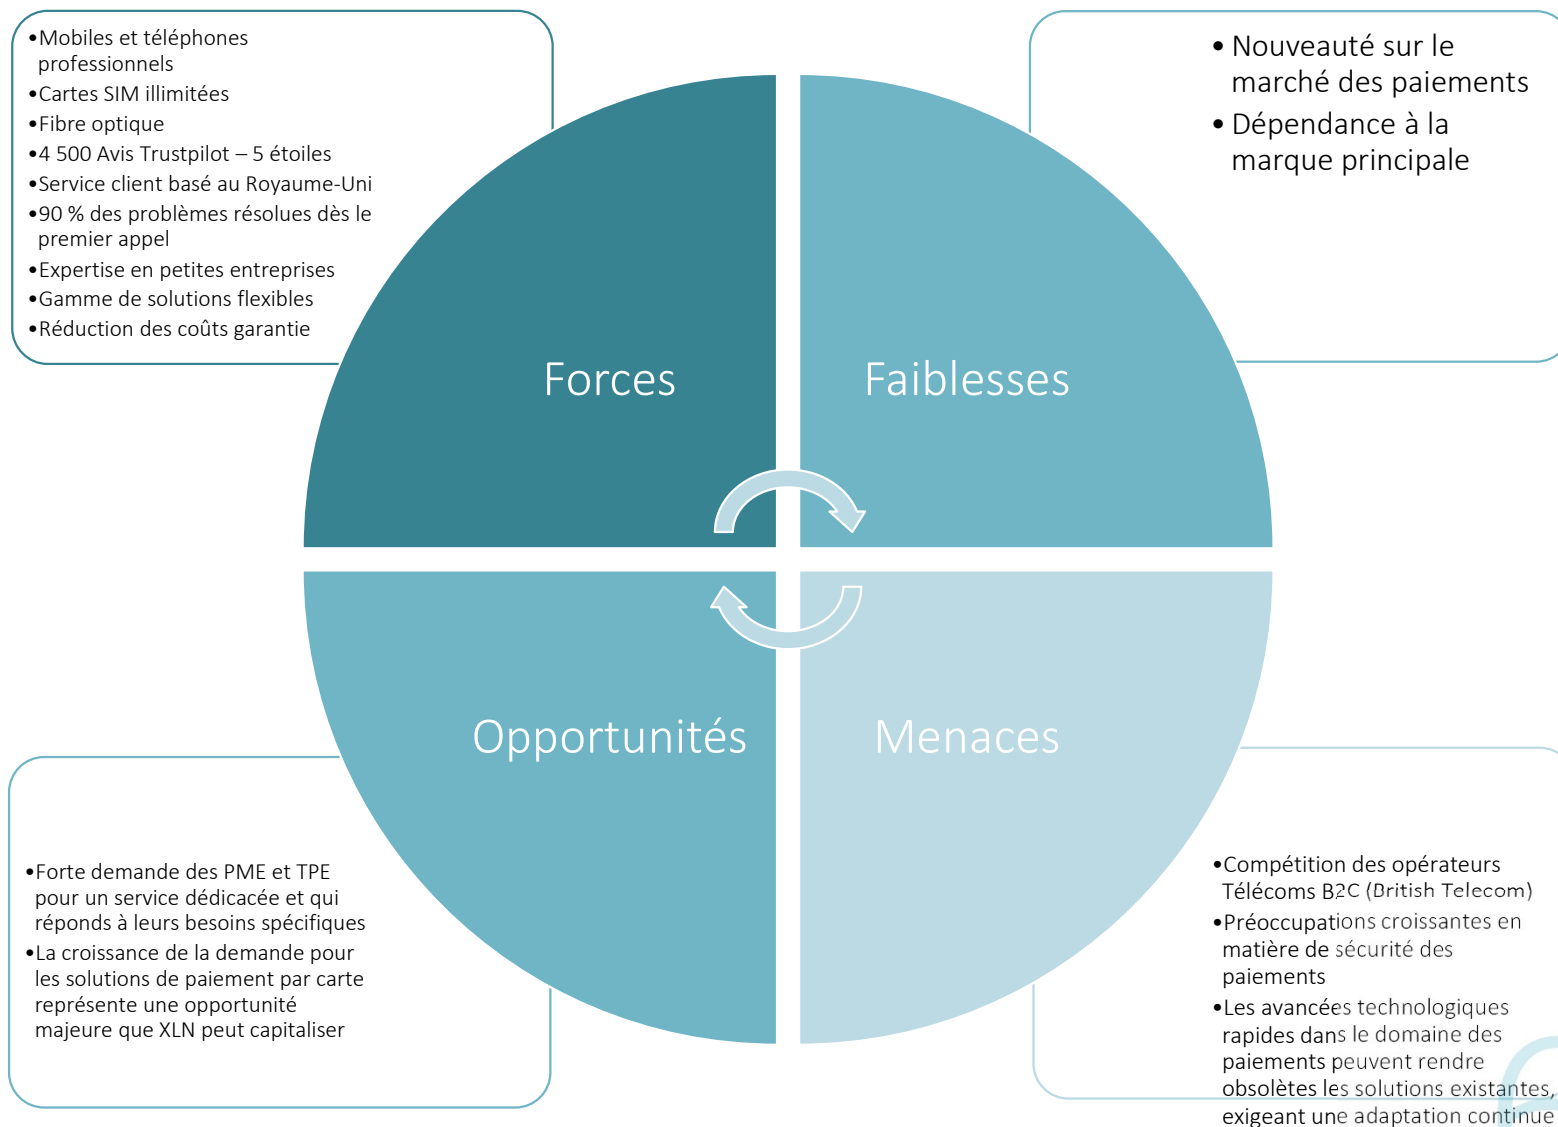 •Mobiles et téléphones
professionnels
•Cartes SIM illimitées
•Fibre optique
•4 500 Avis Trustpilot – 5 étoiles
•Service client basé au Royaume-Uni
•90 % des problèmes résolues dès le
premier appel
•Expertise en petites entreprises
•Gamme de solutions flexibles
•Réduction des coûts garantie
• Nouveauté sur le
marché des paiements
• Dépendance à la
marque principale
Forces
Faiblesses
Opportunités
Menaces
•Forte demande des PME et TPE
pour un service dédicacée et qui
réponds à leurs besoins spécifiques
•La croissance de la demande pour
les solutions de paiement par carte
représente une opportunité
majeure que XLN peut capitaliser
•Compétition des opérateurs
Télécoms B2C (British Telecom)
•Préoccupations croissantes en
matière de sécurité des
paiements
•Les avancées technologiques
rapides dans le domaine des
paiements peuvent rendre
obsolètes les solutions existantes,
exigeant une adaptation continue